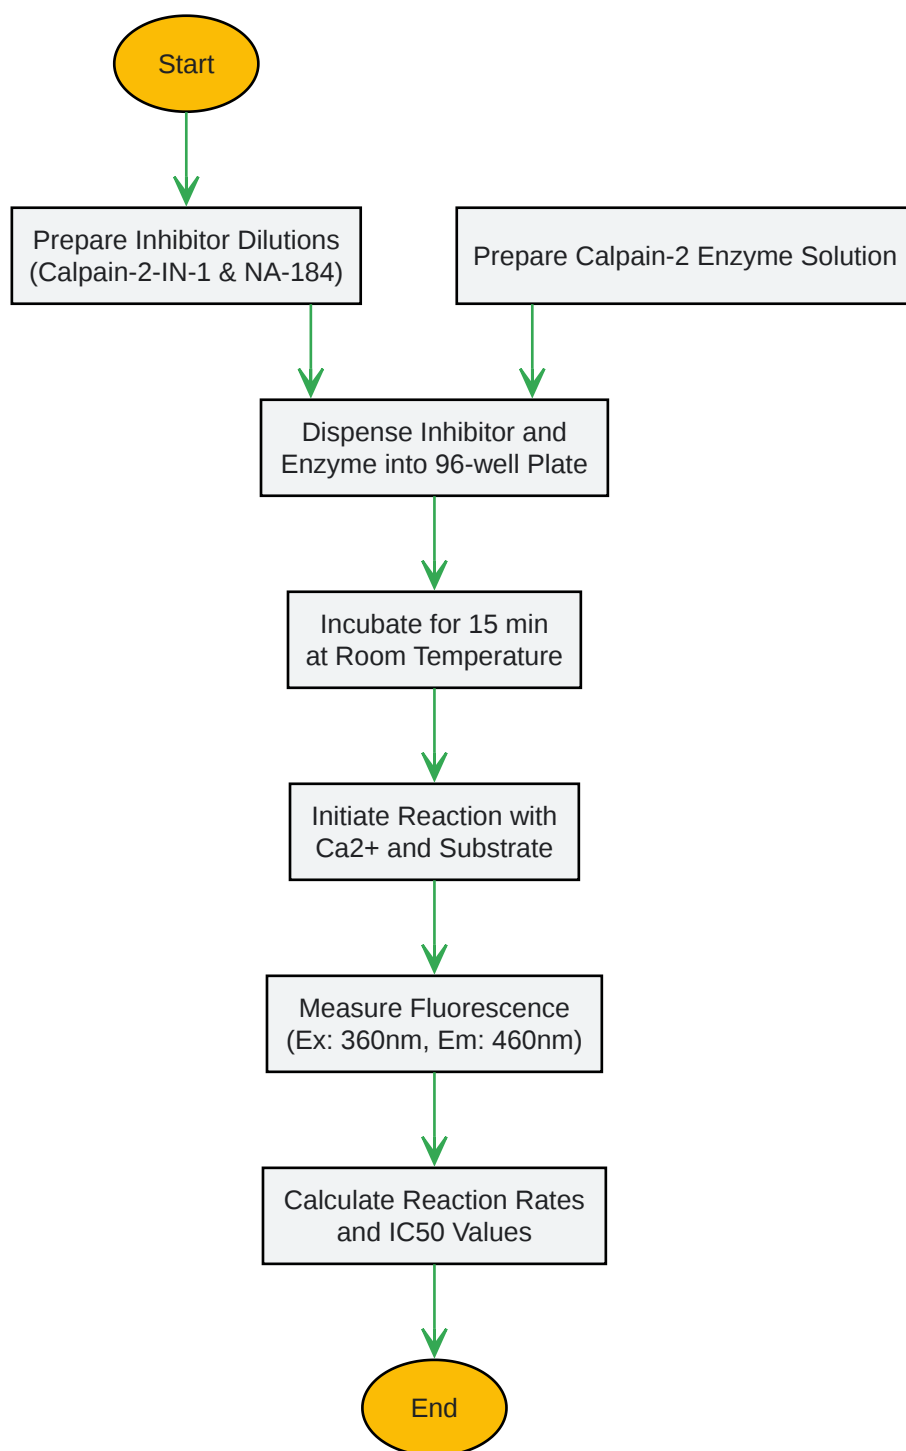 Start
Prepare Inhibitor Dilutions
(Calpain-2-IN-1 & NA-184)
Prepare Calpain-2 Enzyme Solution
Dispense Inhibitor and
Enzyme into 96-well Plate
Incubate for 15 min
at Room Temperature
Initiate Reaction with
Ca2+ and Substrate
Measure Fluorescence
(Ex: 360nm, Em: 460nm)
Calculate Reaction Rates
and IC50 Values
End